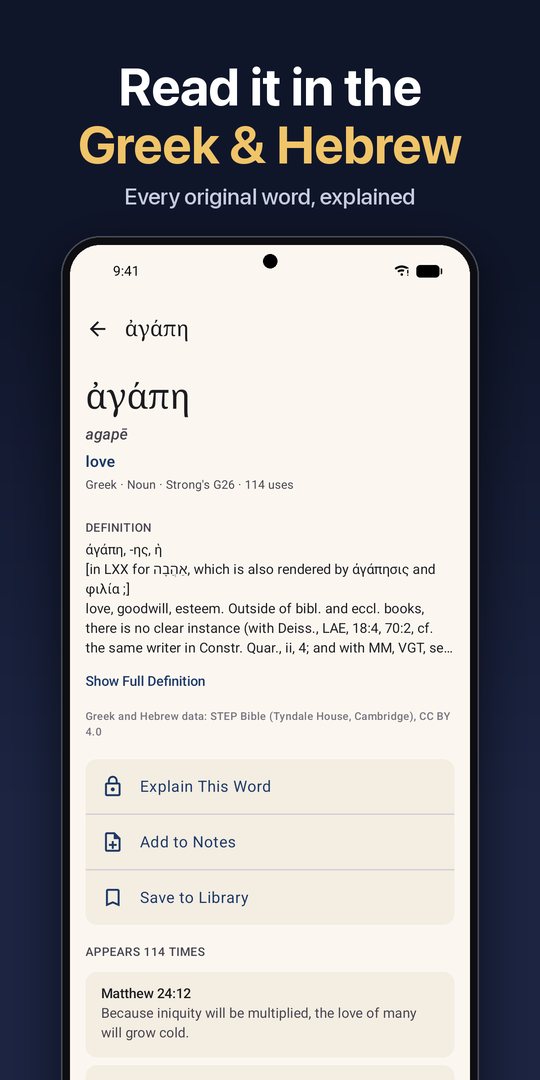 Read it in the
Greek & Hebrew
Every original word, explained
9:41
ἀγάπη
ἀγάπη
agapē
love
Greek · Noun · Strong's G26 · 114 uses
DEFINITION
ἀγάπη, -ης, ἡ
[in LXX for אַהֲבָה, which is also rendered by ἀγάπησις and
φιλία ;]
love, goodwill, esteem. Outside of bibl. and eccl. books,
there is no clear instance (with Deiss., LAE, 18:4, 70:2, cf.
the same writer in Constr. Quar., ii, 4; and with MM, VGT, se…
Show Full Definition
Greek and Hebrew data: STEP Bible (Tyndale House, Cambridge), CC BY
4.0
Explain This Word
Add to Notes
Save to Library
APPEARS 114 TIMES
Matthew 24:12
Because iniquity will be multiplied, the love of many
will grow cold.